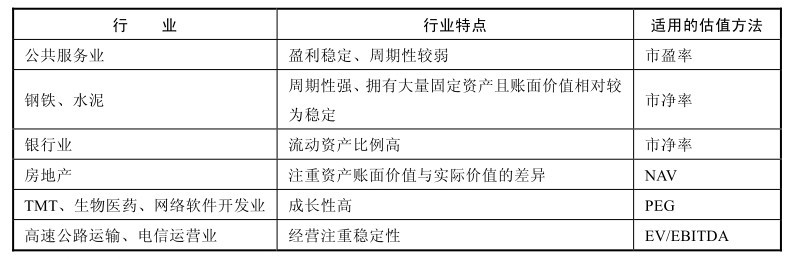 行 业 行业特点 适用的估值方法
公共服务业 盈利稳定、周期性较弱 市盈率
钢铁、水泥 周期性强、拥有大量固定资产且账面价值相对较 市净率
为稳定
银行业 流动资产比例高 市净率
房地产 注重资产账面价值与实际价值的差异 NAV
TMT、生物医药、网络软件开发业 成长性高 PEG
高速公路运输、电信运营业 经营注重稳定性 EV/EBITDA